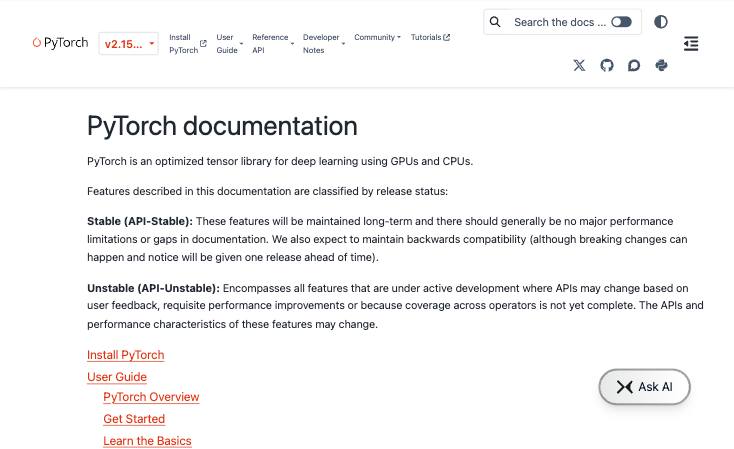 PyTorch
v2.15...
Install PyTorch
User Guide
Reference API
Developer Notes
Community
Tutorials
Search the docs ...
PyTorch documentation
PyTorch is an optimized tensor library for deep learning using GPUs and CPUs.
Features described in this documentation are classified by release status:
Stable (API-Stable): These features will be maintained long-term and there should generally be no major performance
limitations or gaps in documentation. We also expect to maintain backwards compatibility (although breaking changes can
happen and notice will be given one release ahead of time).
Unstable (API-Unstable): Encompasses all features that are under active development where APIs may change based on
user feedback, requisite performance improvements or because coverage across operators is not yet complete. The APIs and
performance characteristics of these features may change.
Install PyTorch
User Guide
PyTorch Overview
Get Started
Learn the Basics
Ask AI